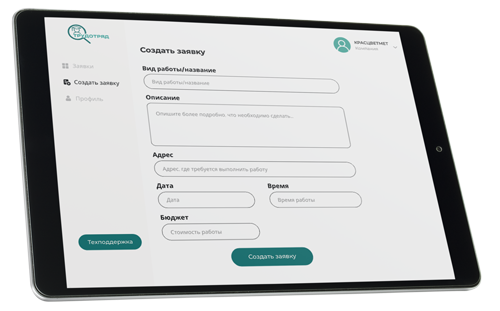 ТРУДОТРЯД
КРАСЦВЕТМЕТ
Компания
Создать заявку
Заявки
Создать заявку
Профиль
Техподдержка
Вид работы/название
Вид работы/название
Описание
Опишите более подробно, что необходимо сделать..
Адрес
Адрес, где требуется выполнить работу
Дата
Время
Дата
Время работы
Бюджет
Стоимость работы
Создать заявку